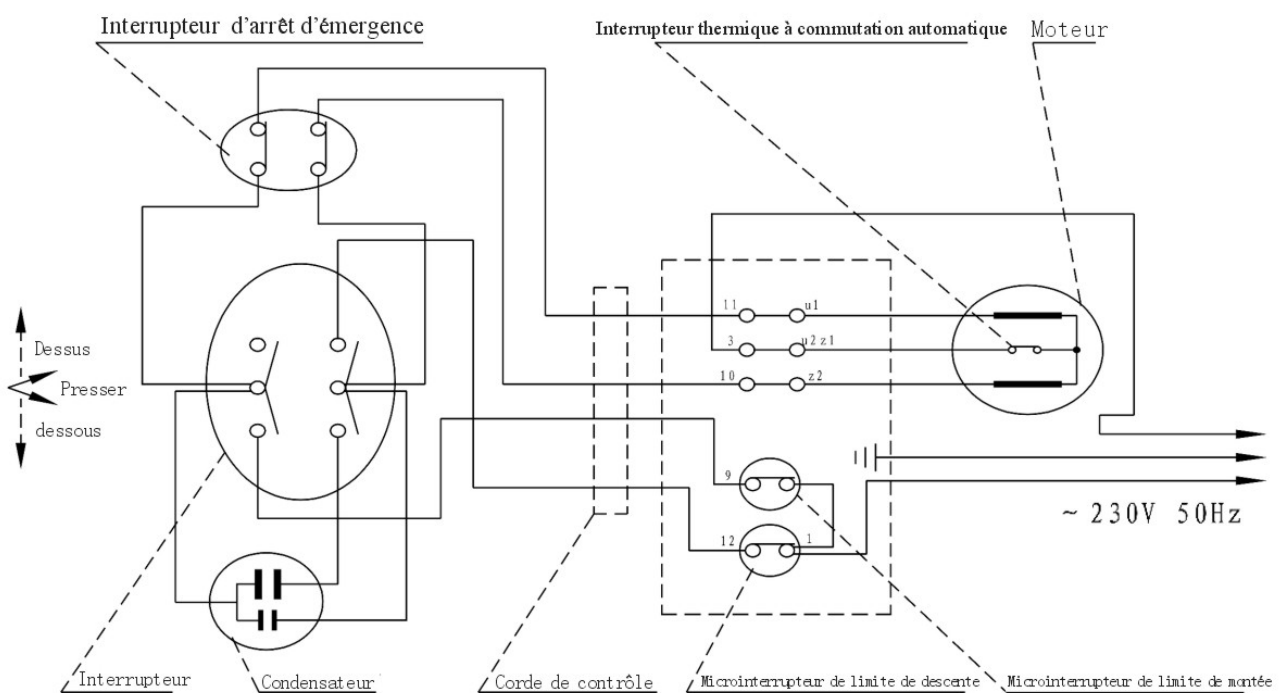 Interrupteur d'arrêt d'émergence
Interrupteur thermique à commutation automatique
Moteur
11 u1
3 u2 z1
10 z2
Dessus
Presser
dessous
9
12 1
~ 230V 50Hz
Interrupteur
Condensateur
Corde de contrôle
Microinterrupteur de limite de descente
Microinterrupteur de limite de montée